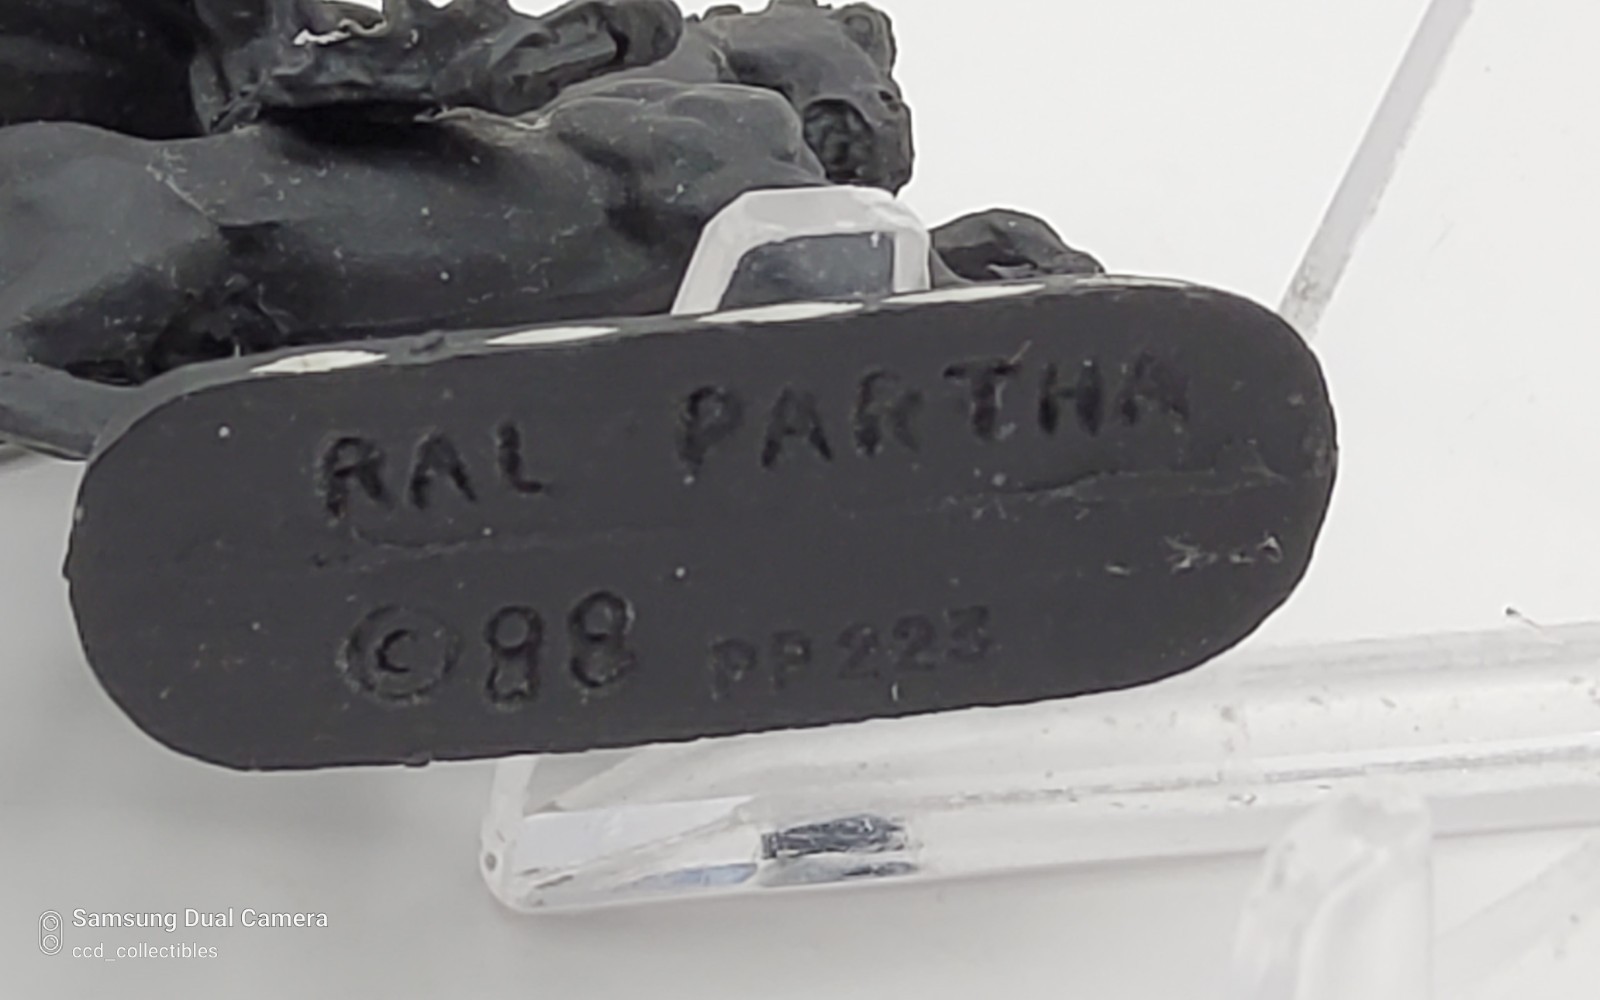 RAL PARTHA
©88 PP223
Samsung Dual Camera
ccd_collectibles